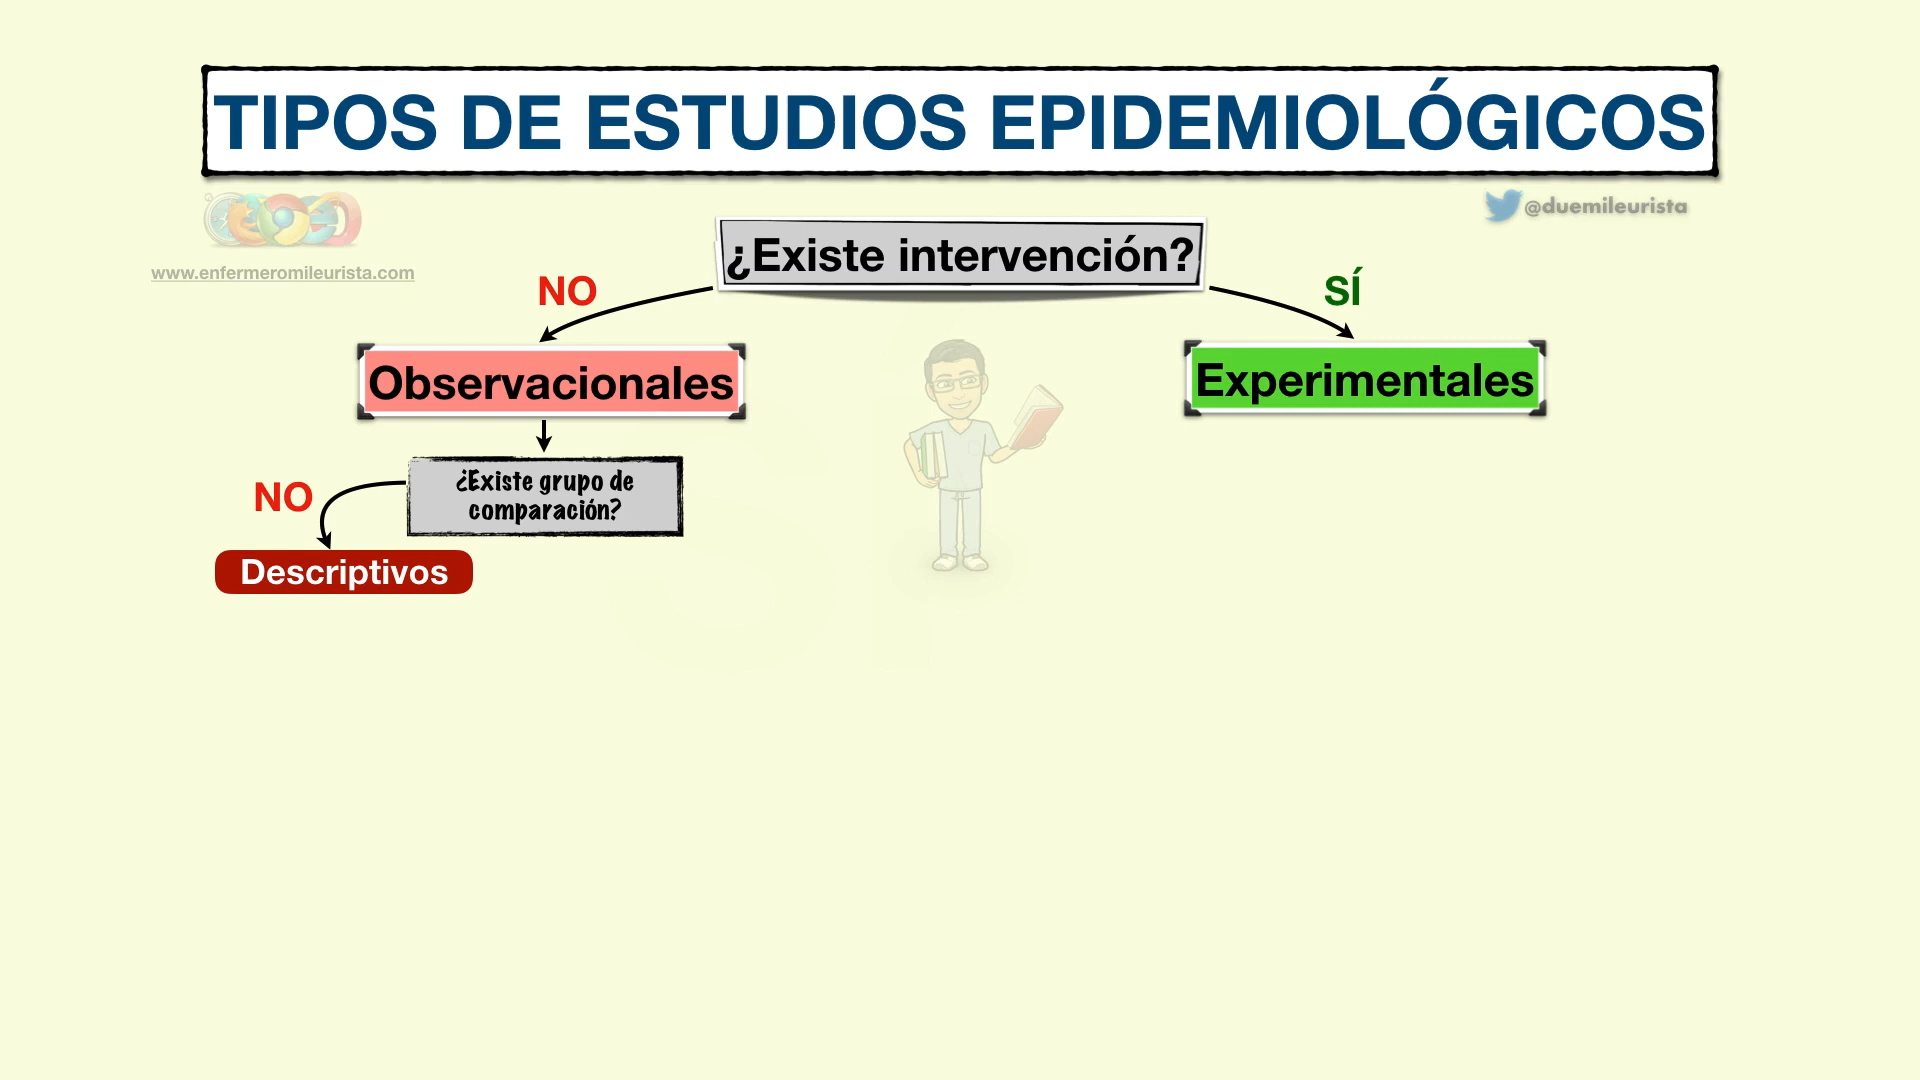 TIPOS DE ESTUDIOS EPIDEMIOLÓGICOS
@duemileurista
www.enfermeromileurista.com
¿Existe intervención?
NO
SÍ
Observacionales
Experimentales
¿Existe grupo de
comparación?
NO
Descriptivos